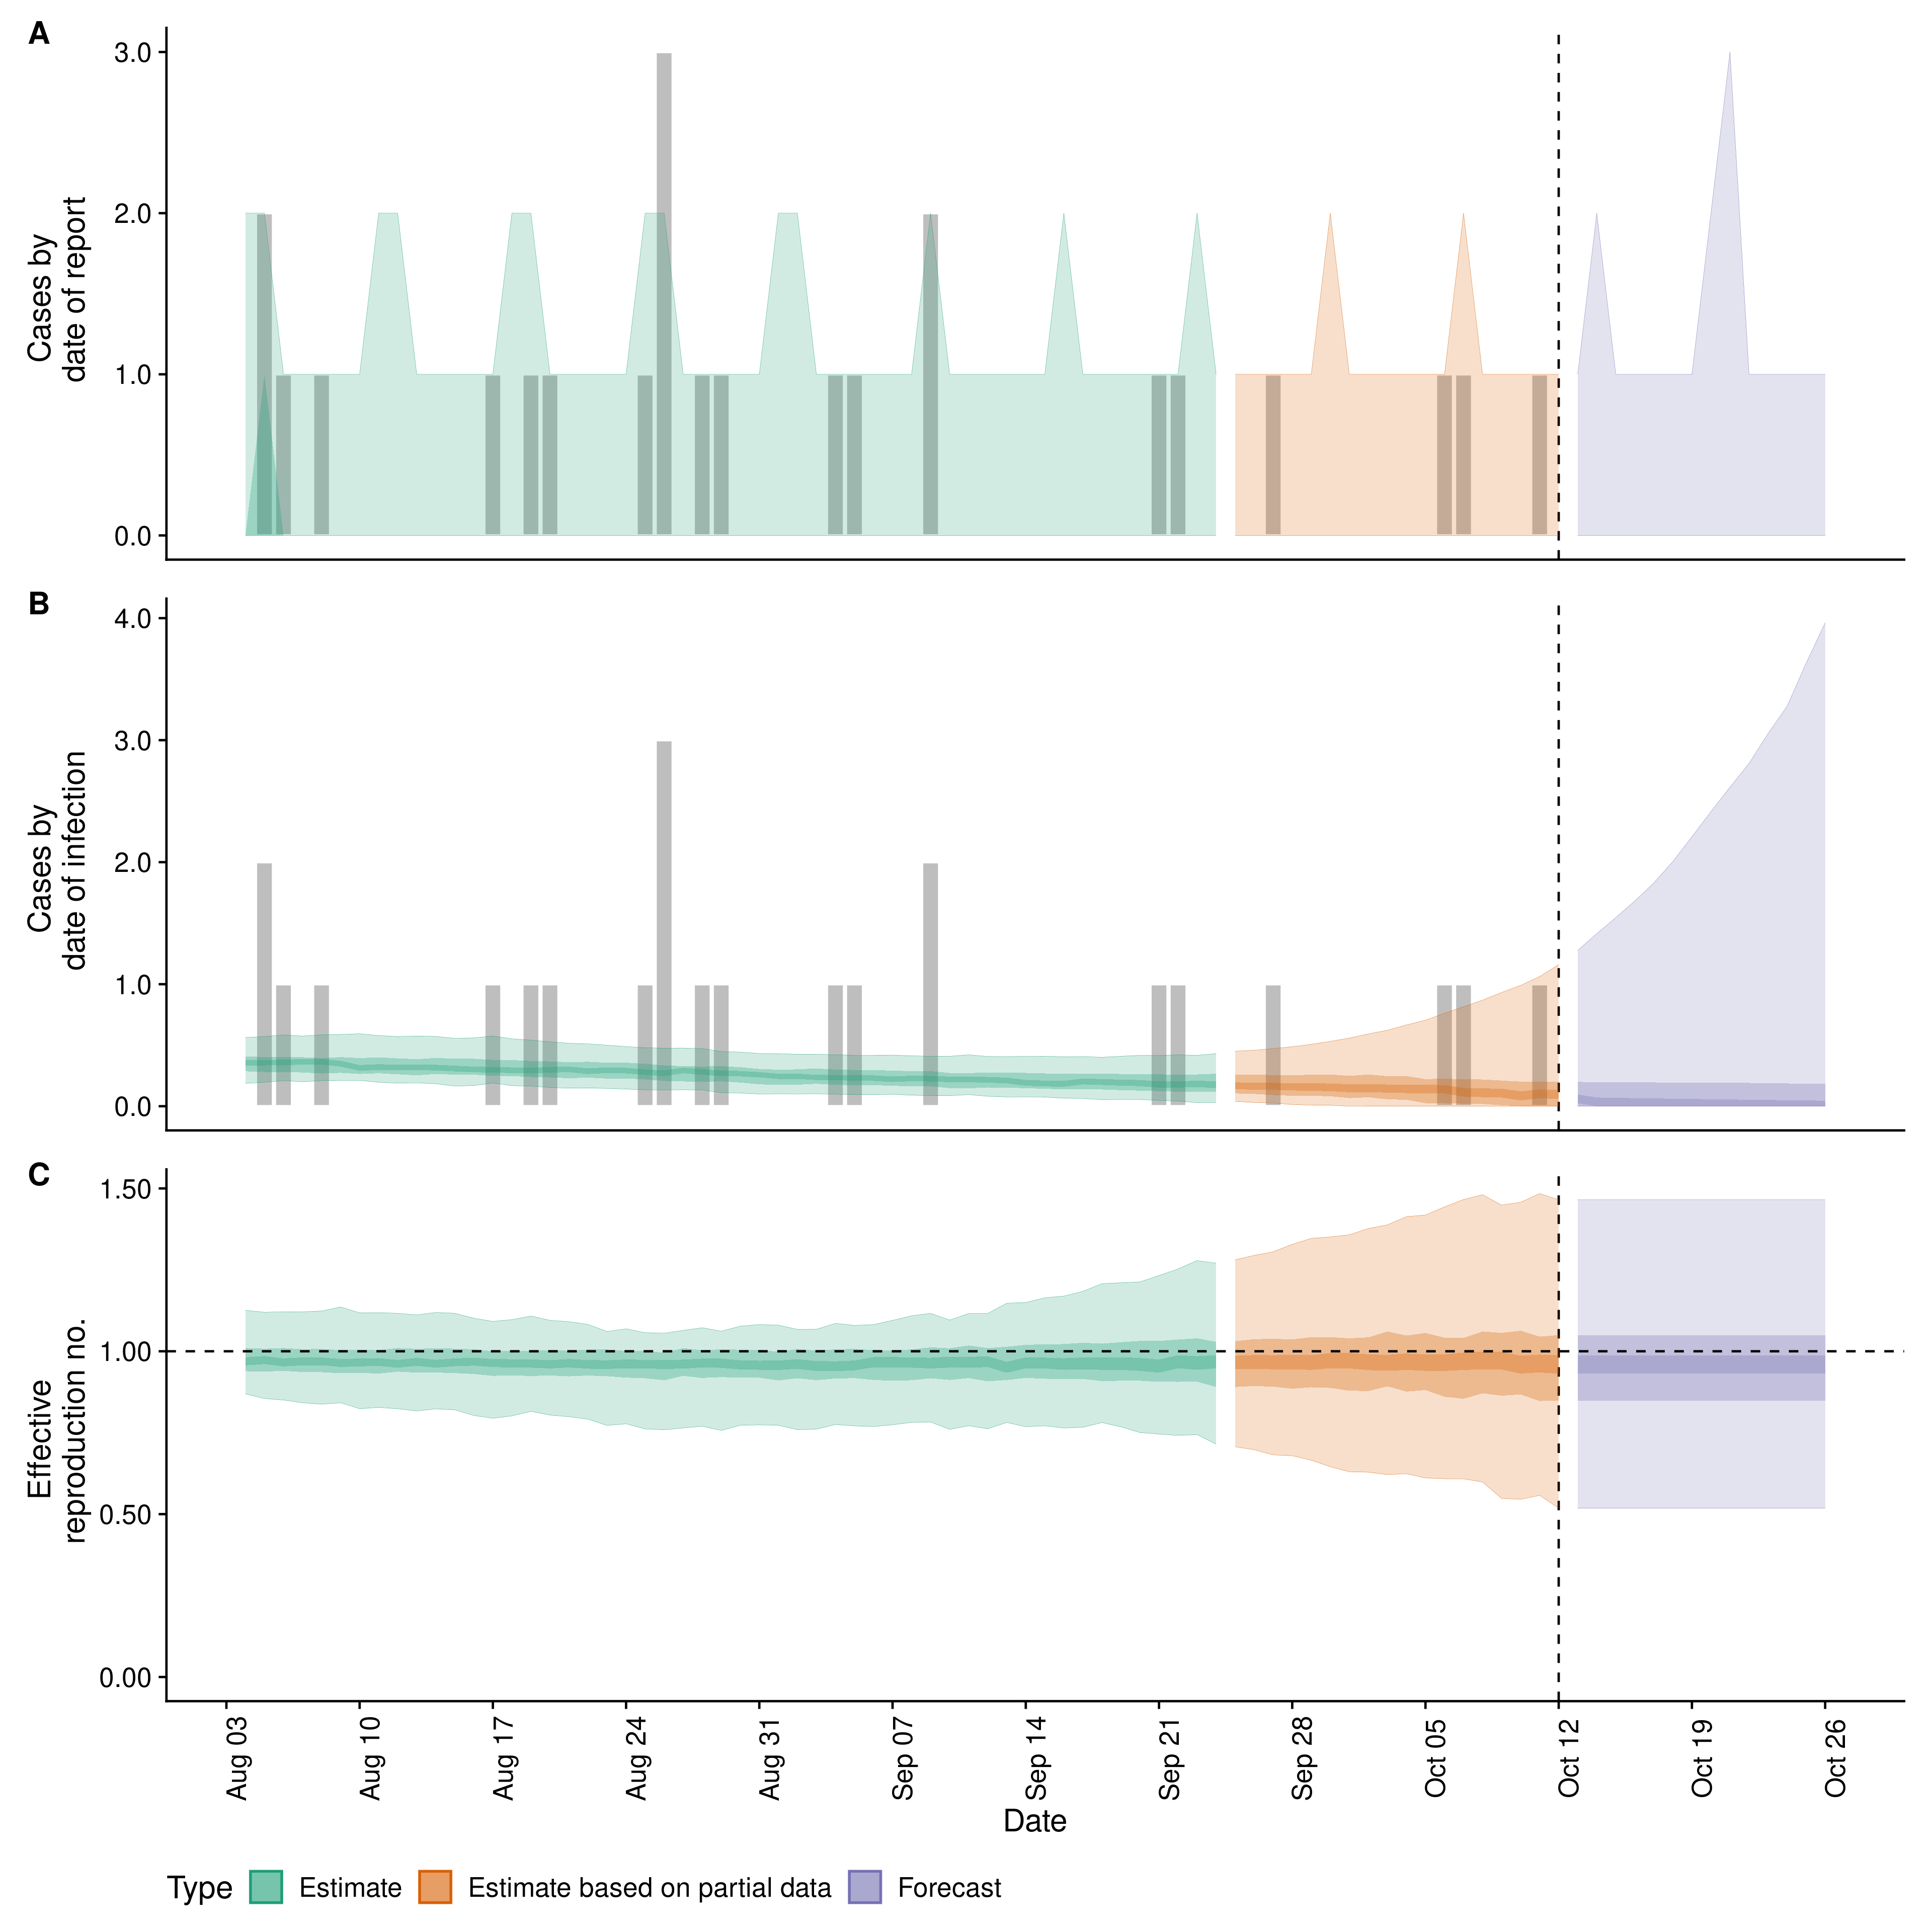 A
Cases by
date of report
3.0
2.0
1.0
0.0
B
Cases by
date of infection
4.0
3.0
2.0
1.0
0.0
C
Effective
reproduction no.
1.50
1.00
0.50
0.00
Aug 03
Aug 10
Aug 17
Aug 24
Aug 31
Sep 07
Sep 14
Sep 21
Sep 28
Oct 05
Oct 12
Oct 19
Oct 26
Date
Type Estimate Estimate based on partial data Forecast